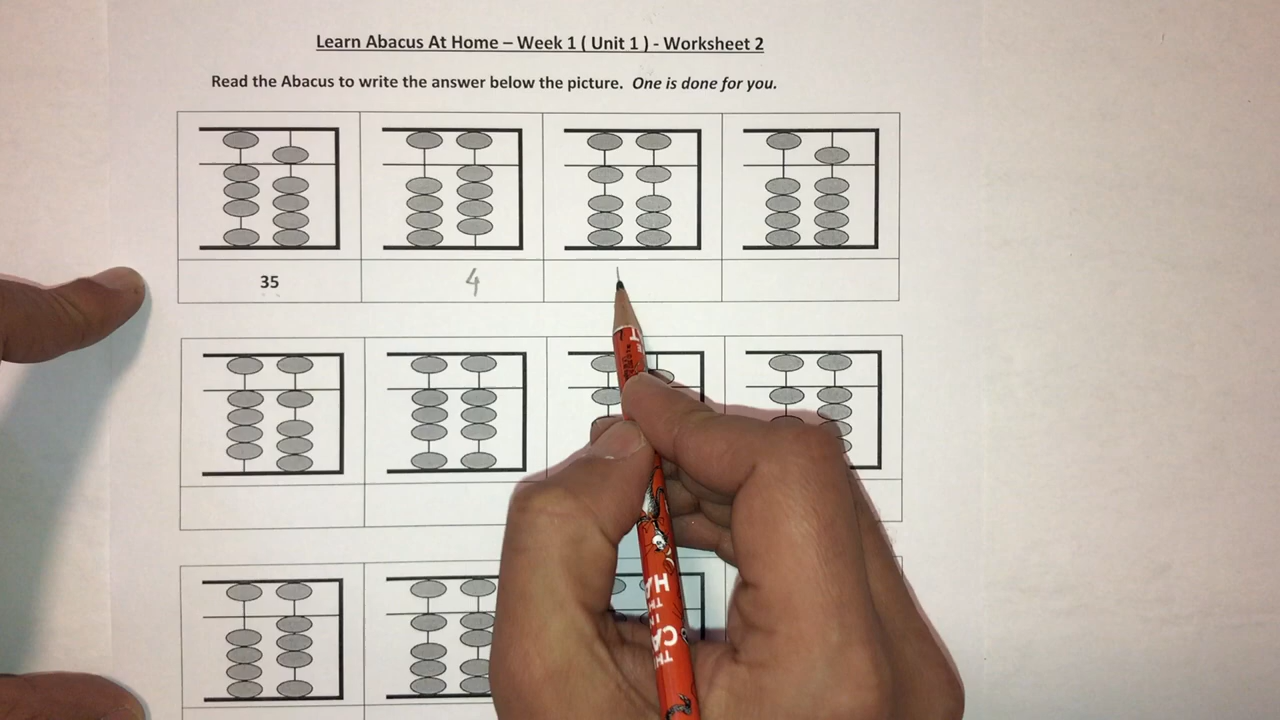 Learn Abacus At Home – Week 1 ( Unit 1 ) - Worksheet 2
Read the Abacus to write the answer below the picture. One is done for you.
35
4